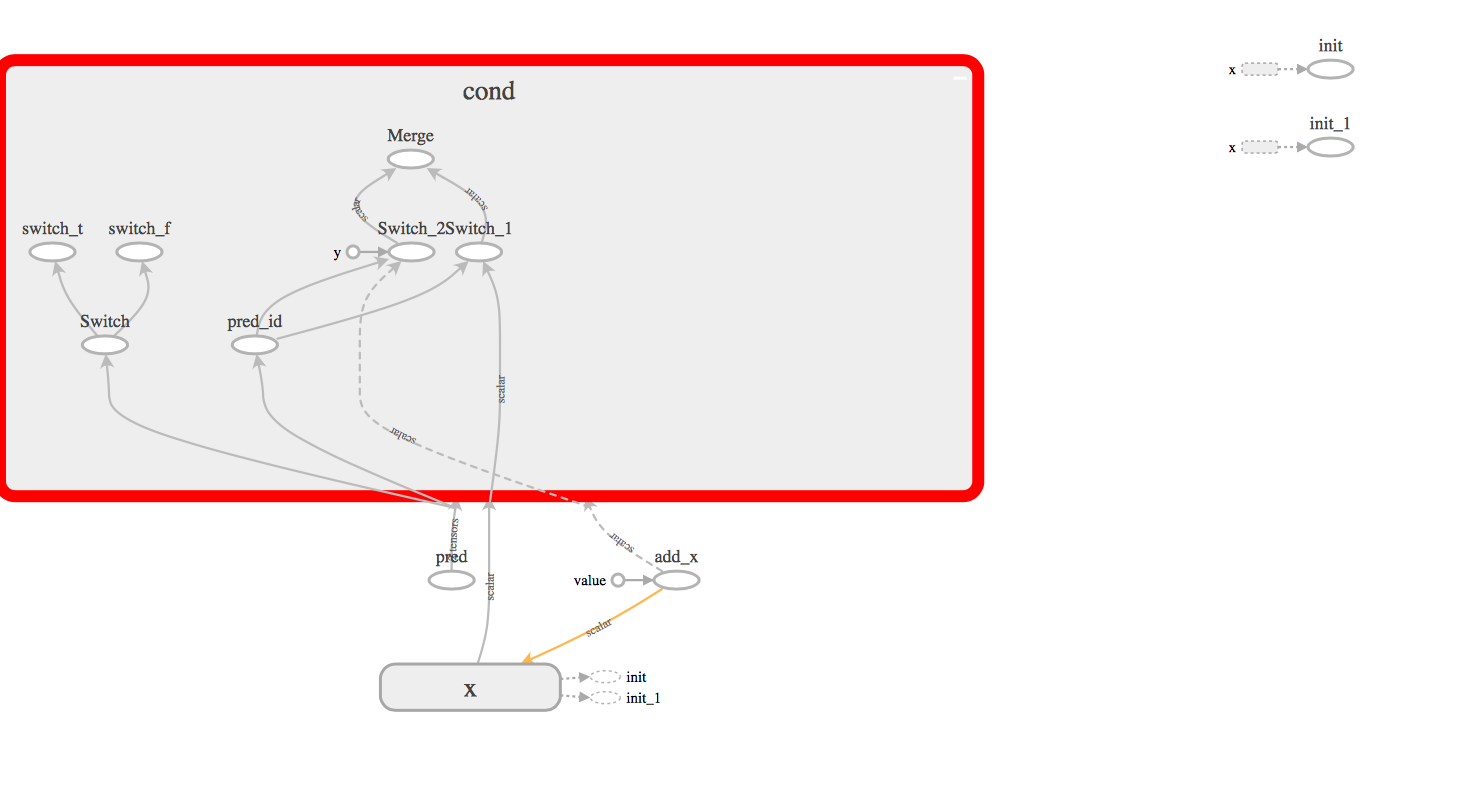 init
x
cond
init_1
x
Merge
scalar
scalar
switch_t
switch_f
Switch_2
Switch_1
y
Switch
pred_id
scalar
scalar
tensors
scalar
pred
add_x
value
scalar
scalar
x
init
init_1